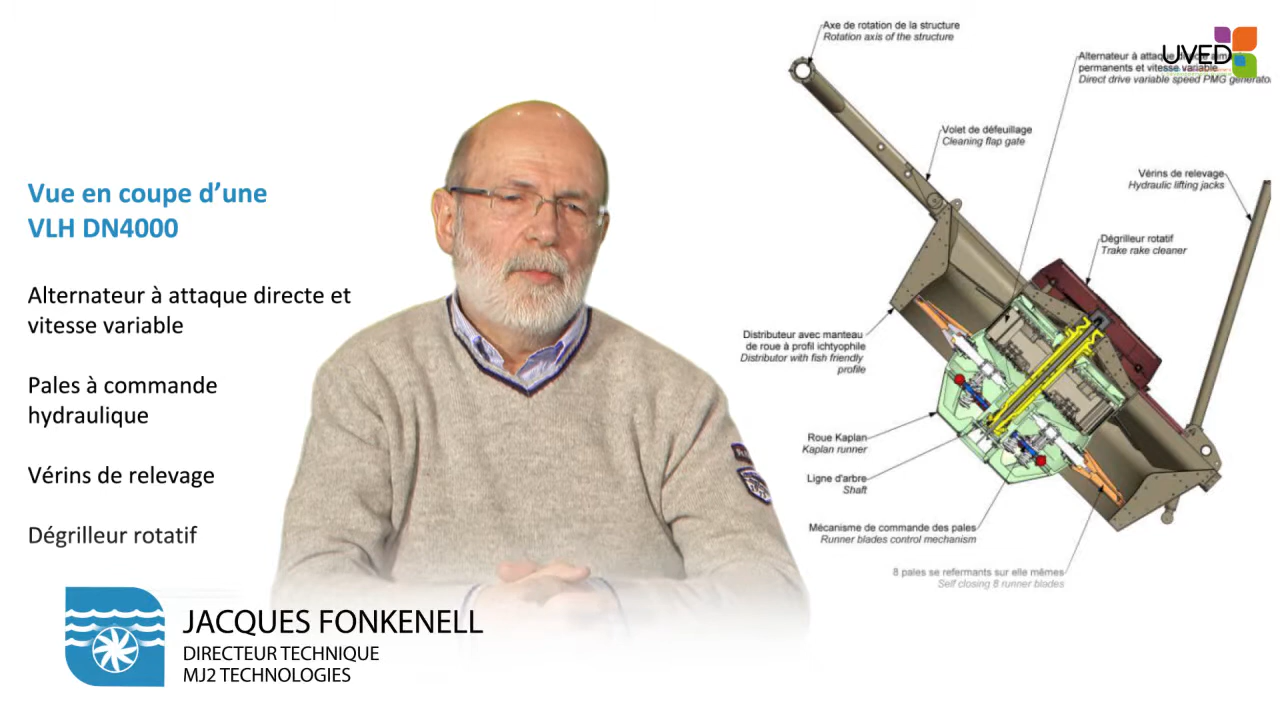 Vue en coupe d’une
VLH DN4000
Alternateur à attaque directe et
vitesse variable
Pales à commande
hydraulique
Vérins de relevage
Dégrilleur rotatif
JACQUES FONKENELL
DIRECTEUR TECHNIQUE
MJ2 TECHNOLOGIES
UVED
Axe de rotation de la structure
Rotation axis of the structure
Alternateur à attaque directe
permanents et vitesse variable
Direct drive variable speed PMG
Volet de défeuillage
Cleaning flap gate
Vérins de relevage
Hydraulic lifting jacks
Dégrilleur rotatif
Trake rake cleaner
Distributeur avec manteau
de roue à profil ichtyophile
Distributor with fish friendly
profile
Roue Kaplan
Kaplan runner
Ligne d'arbre
Shaft
Mécanisme de commande des pales
Runner blades control mechanism
8 pales se refermants sur elle mêmes
Self closing 8 runner blades